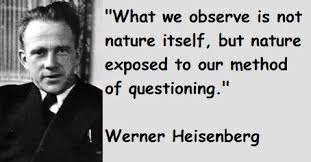 "What we observe is not
nature itself, but nature
exposed to our method
of questioning."
Werner Heisenberg